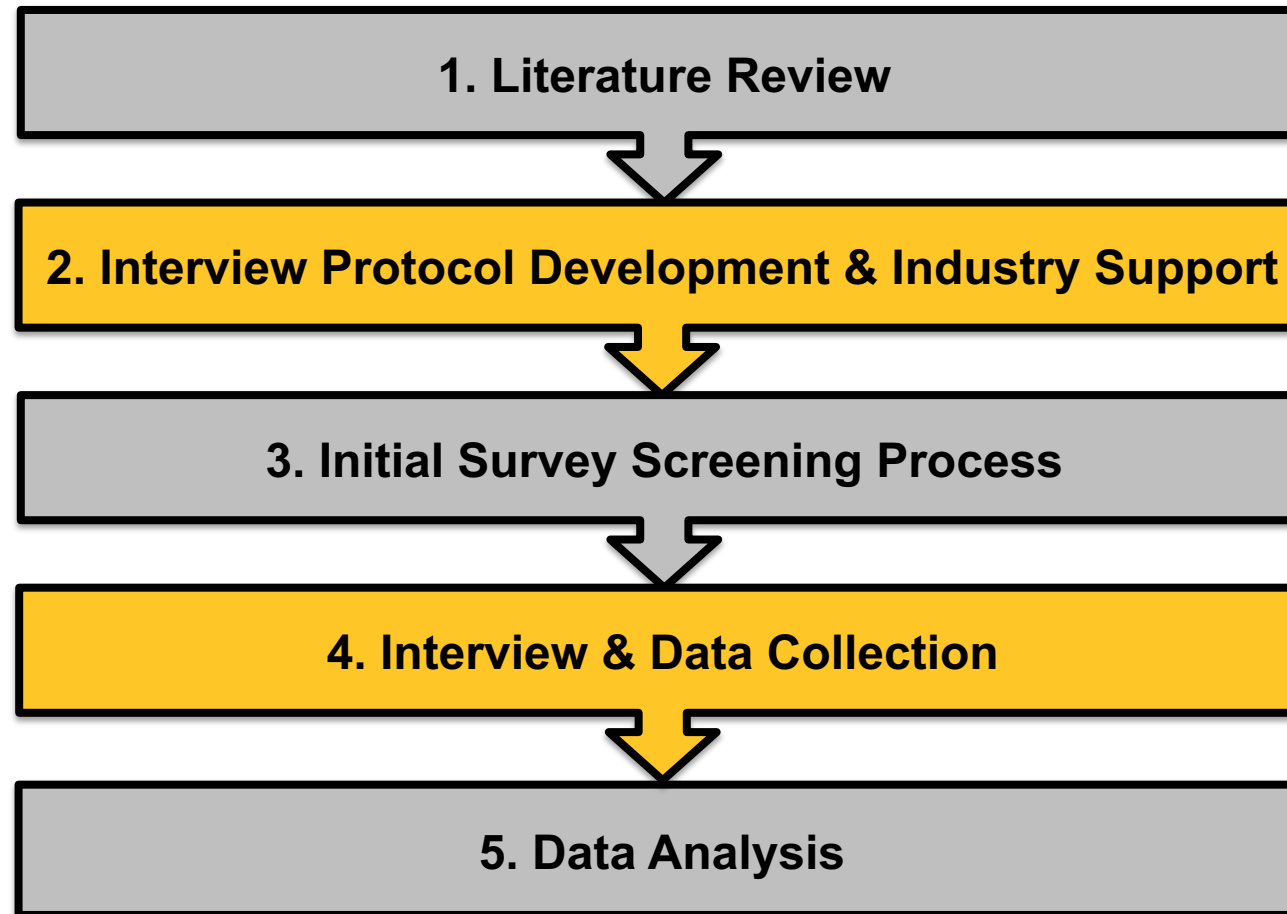 1. Literature Review
2. Interview Protocol Development & Industry Support
3. Initial Survey Screening Process
4. Interview & Data Collection
5. Data Analysis